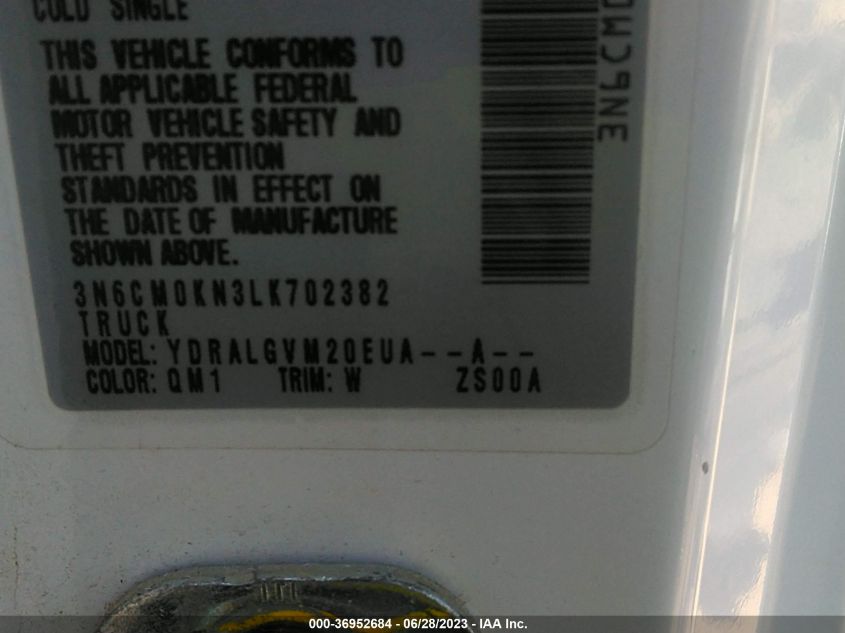 COLD SINGLE
THIS VEHICLE CONFORMS TO
ALL APPLICABLE FEDERAL
MOTOR VEHICLE SAFETY AND
THEFT PREVENTION
STANDARDS IN EFFECT ON
THE DATE OF MANUFACTURE
SHOWN ABOVE.
3N6CM0KN3LK702382
TRUCK
MODEL: YDRALGVM20EUA--A--
COLOR: QM1 TRIM: W ZS00A
3N6CM0
000-36952684 - 06/28/2023 - IAA Inc.